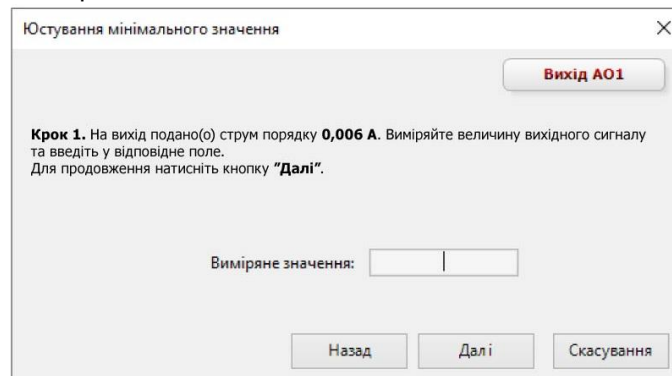 Юстування мінімального значення
Вихід АО1
Крок 1. На вихід подано(о) струм порядку 0,006 А. Виміряйте величину вихідного сигналу
та введіть у відповідне поле.
Для продовження натисніть кнопку "Далі".
Виміряне значення:
Назад Далі Скасування